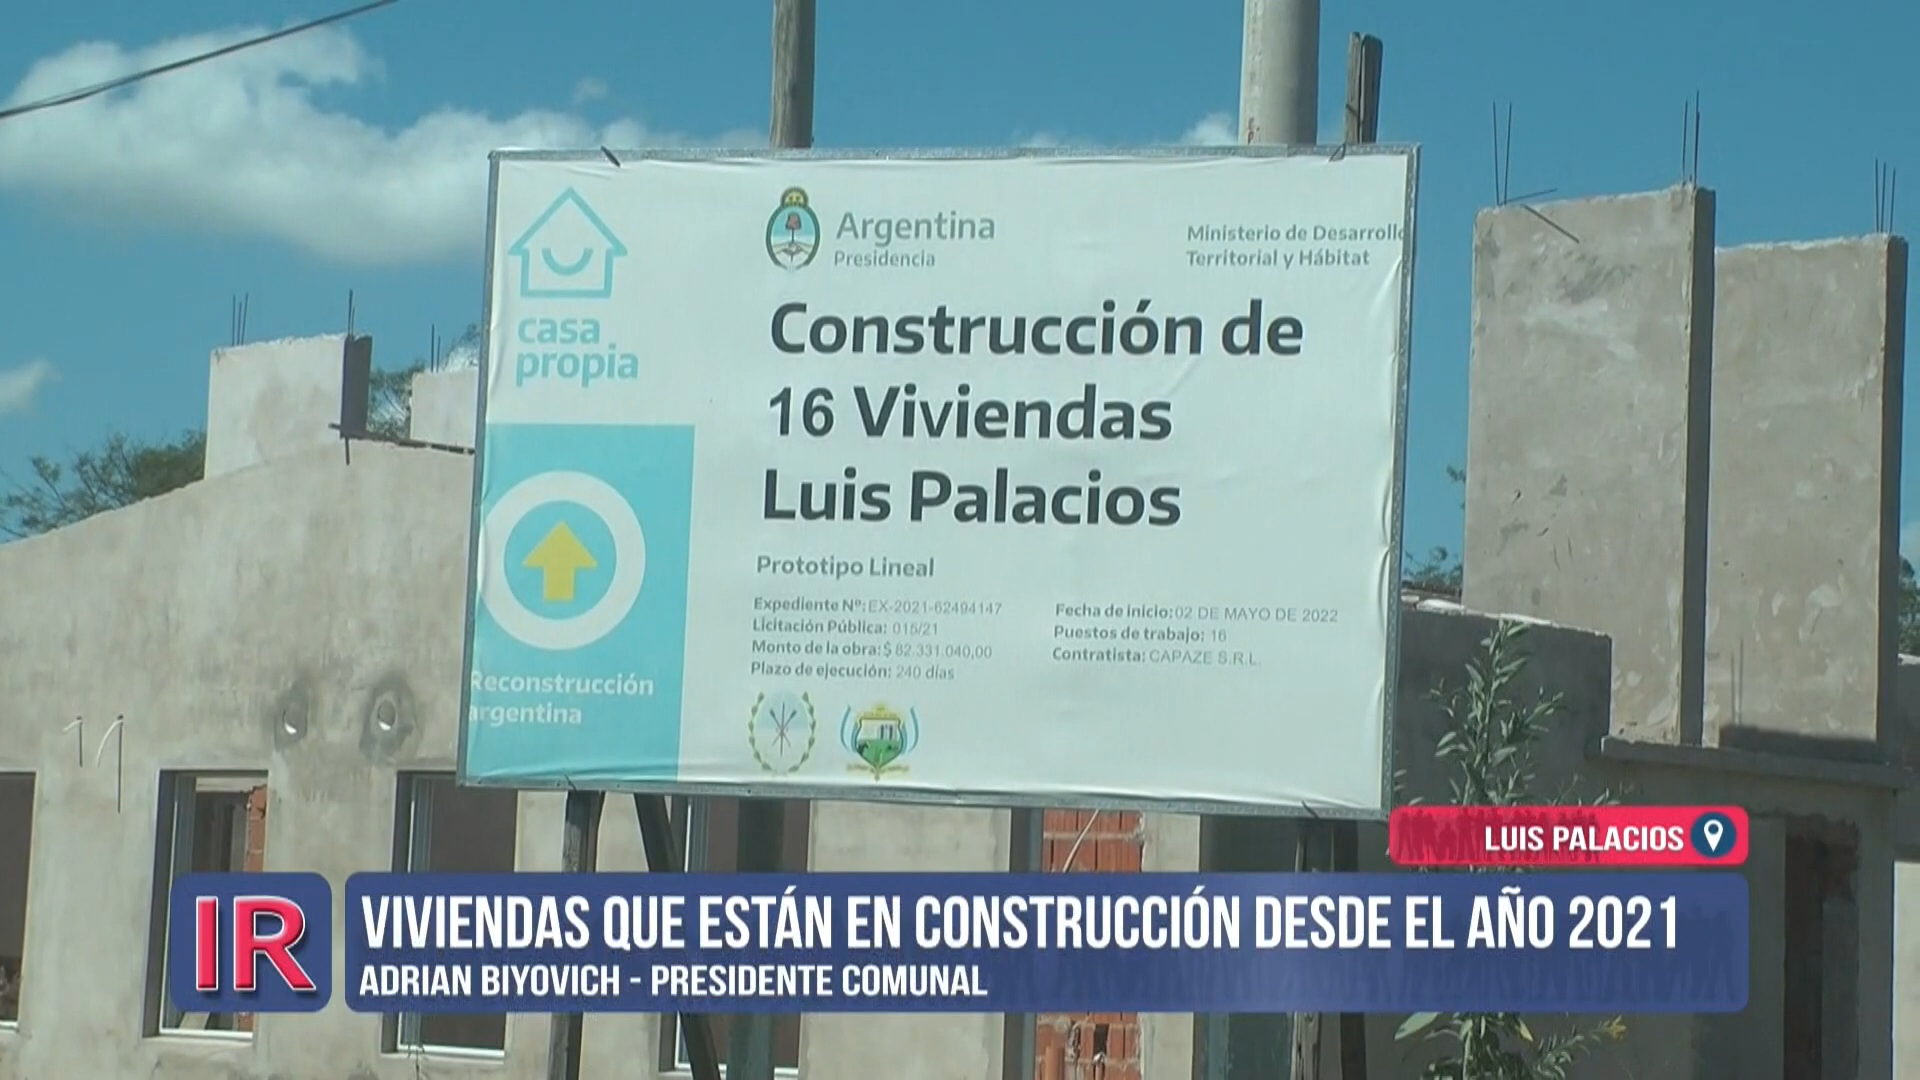 casa
propia
Argentina
Presidencia
Ministerio de Desarrollo
Territorial y Hábitat
Construcción de
16 Viviendas
Luis Palacios
Prototipo Lineal
Expediente Nº: EX-2021-62494147
Licitación Pública: 015/21
Monto de la obra: $ 82.331.040,00
Plazo de ejecución: 240 días
Fecha de inicio: 02 DE MAYO DE 2022
Puestos de trabajo: 16
Contratista: CAPAZE S.R.L.
Reconstrucción
argentina
11
LUIS PALACIOS
IR
VIVIENDAS QUE ESTÁN EN CONSTRUCCIÓN DESDE EL AÑO 2021
ADRIAN BIYOVICH - PRESIDENTE COMUNAL